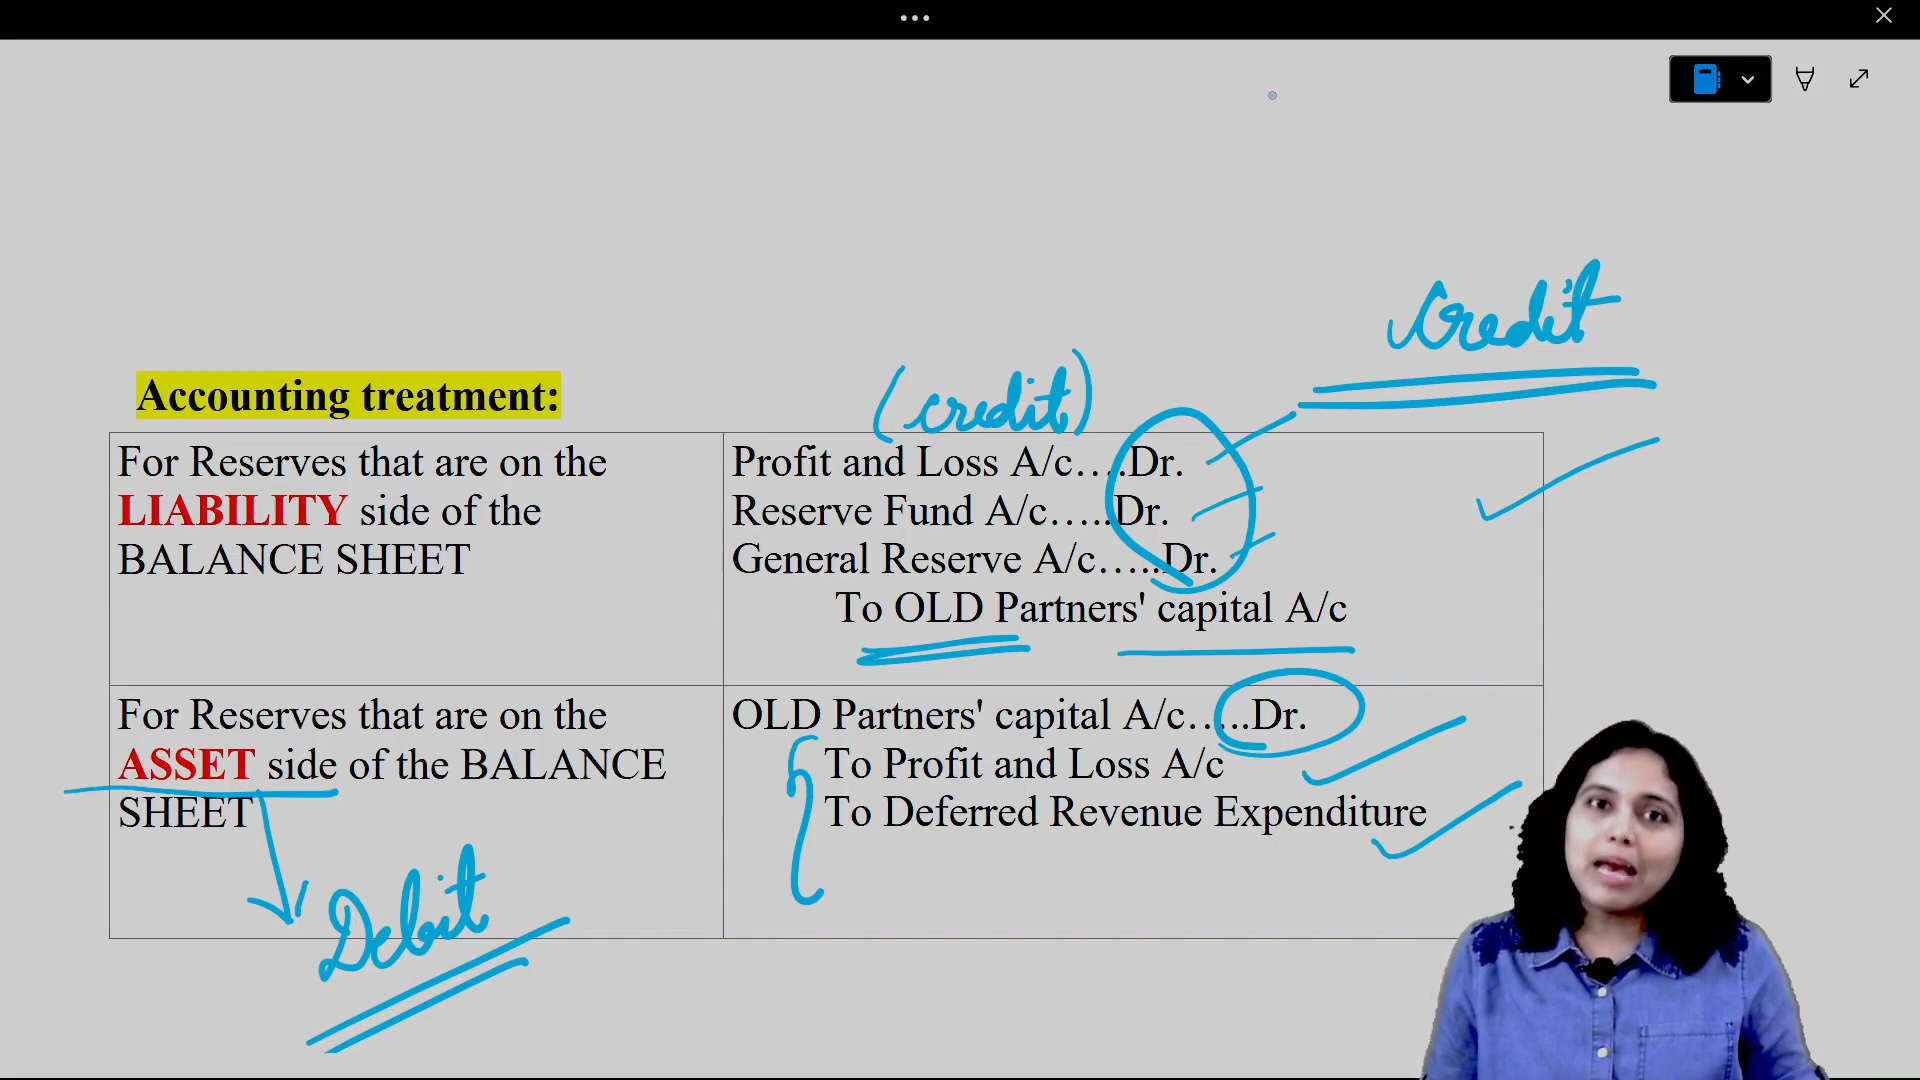 Credit
(credit)
Accounting treatment:
For Reserves that are on the
LIABILITY side of the
BALANCE SHEET
Profit and Loss A/c….Dr.
Reserve Fund A/c…..Dr.
General Reserve A/c…..Dr.
To OLD Partners' capital A/c
For Reserves that are on the
ASSET side of the BALANCE
SHEET
OLD Partners' capital A/c…..Dr.
To Profit and Loss A/c
To Deferred Revenue Expenditure
Debit